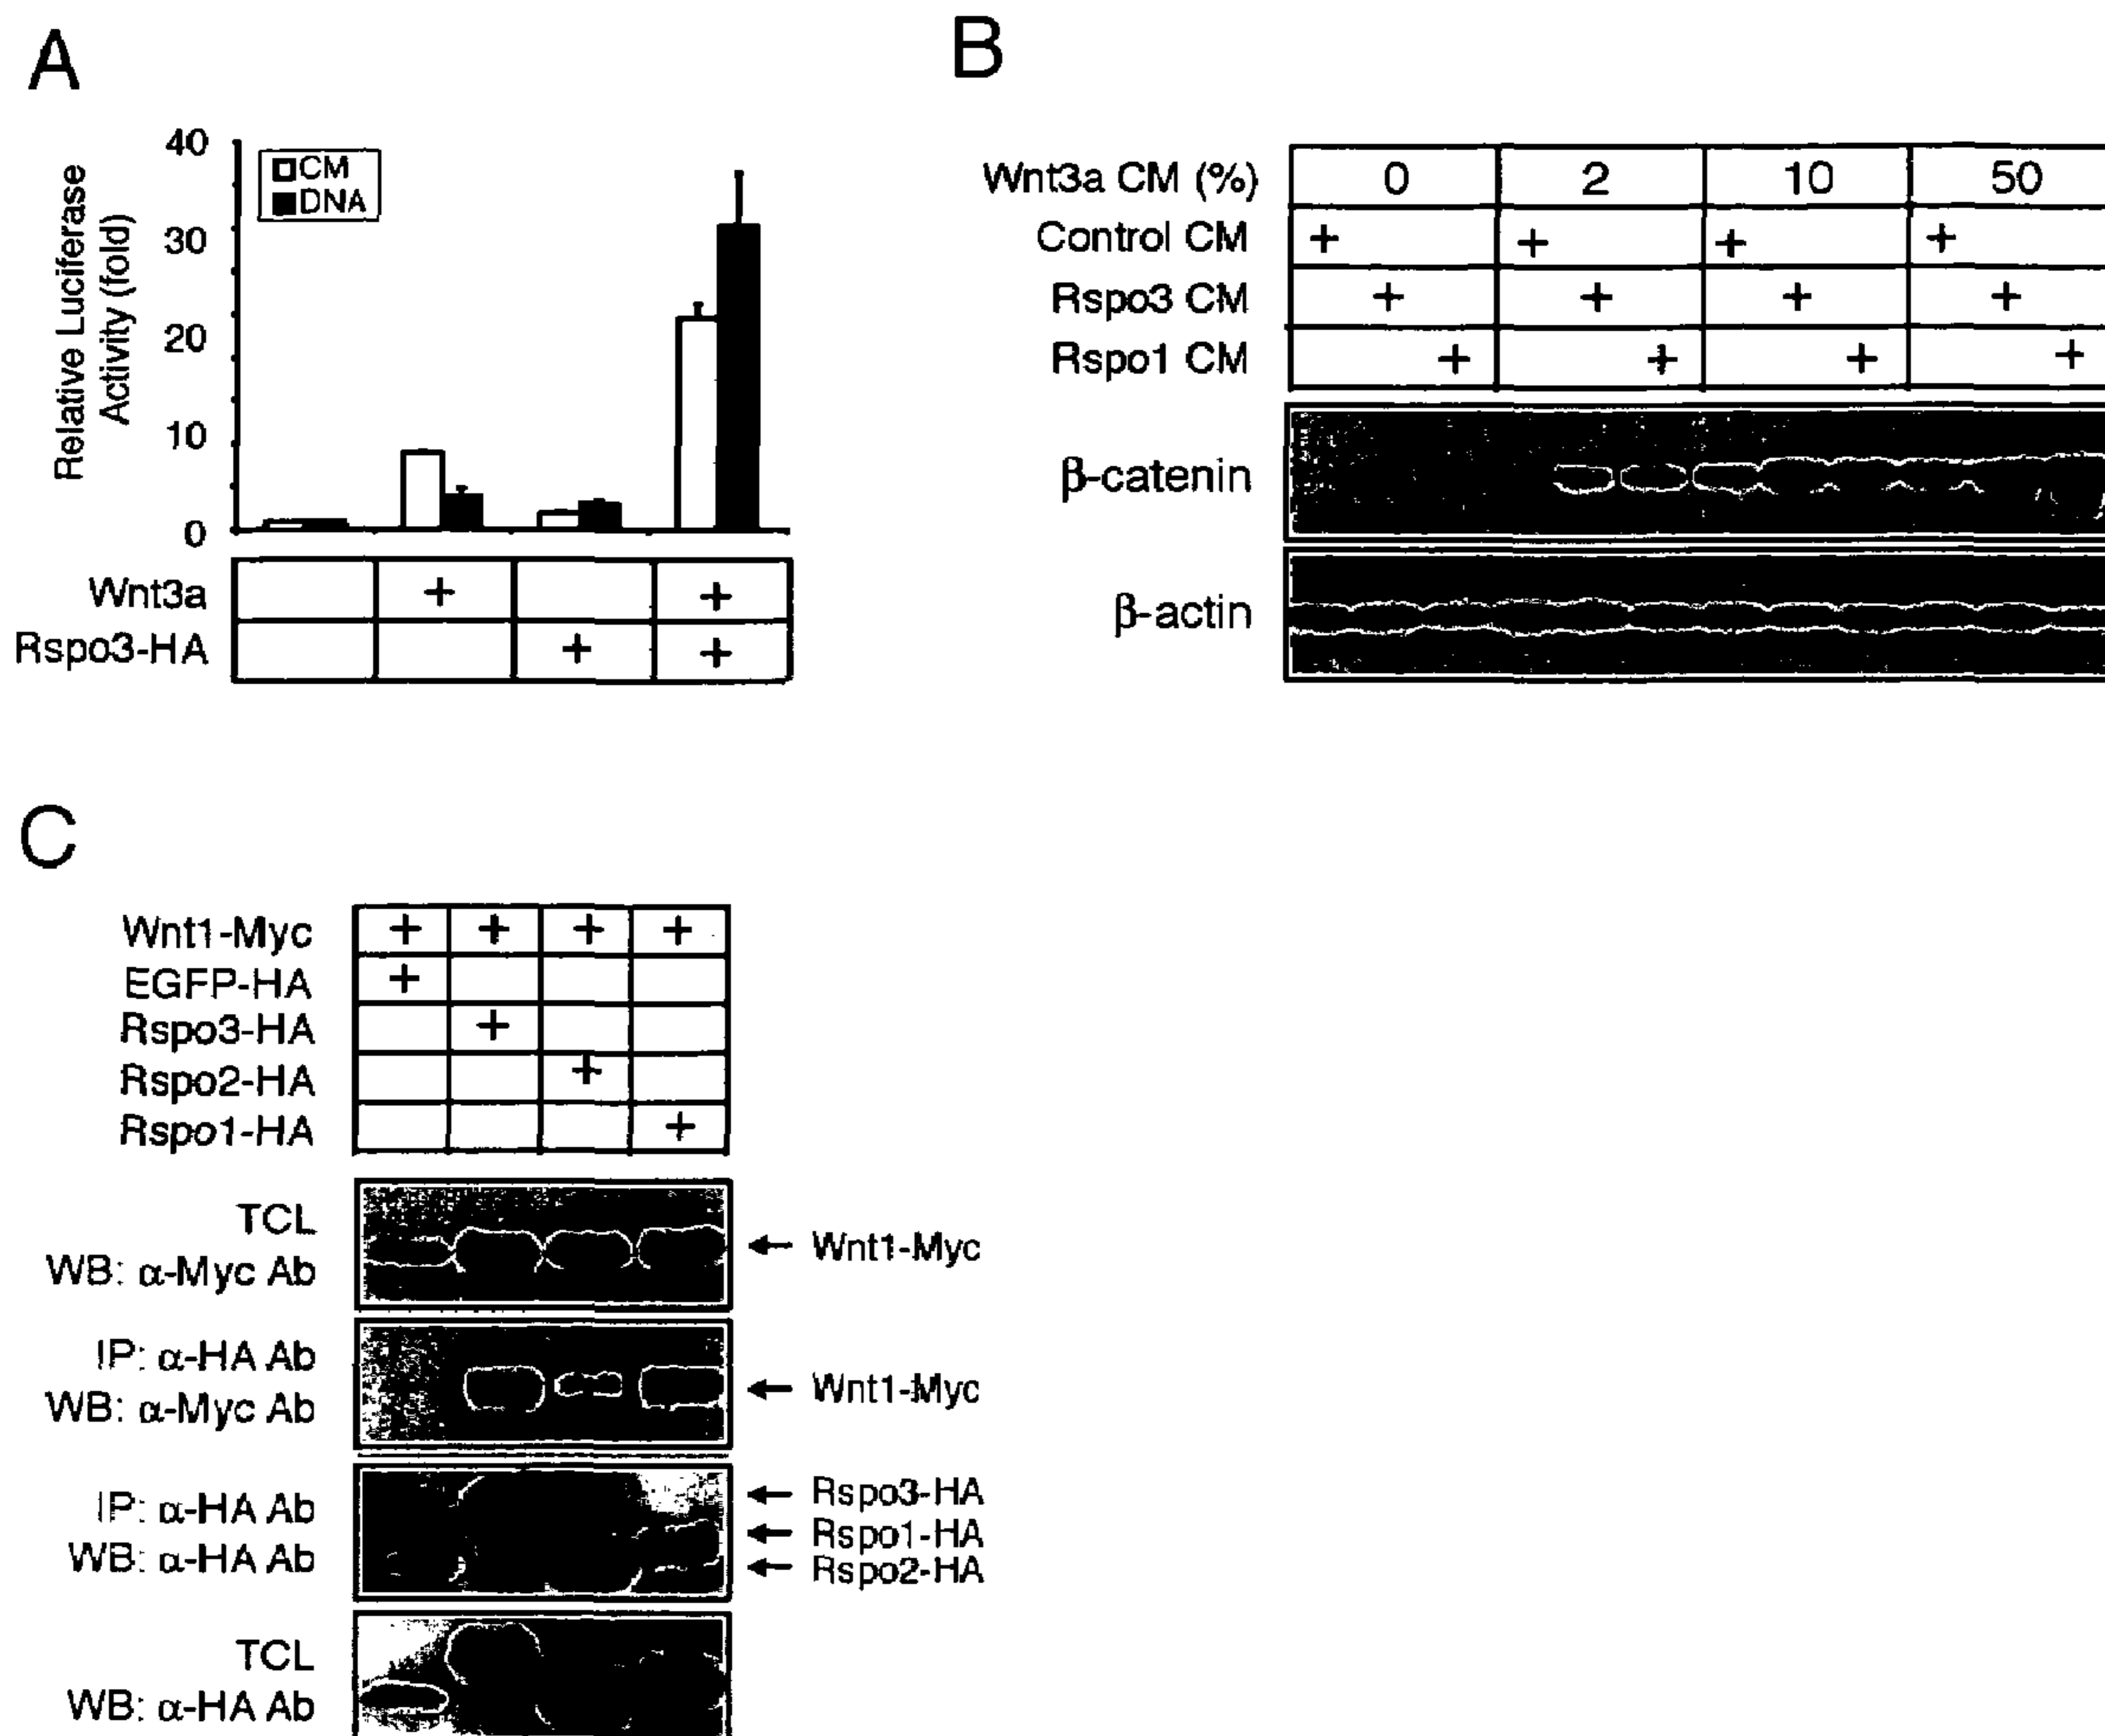 A
40
30
20
10
0
Relative Luciferase
Activity (fold)
CM
DNA
Wnt3a + +
Rspo3-HA + +
B
Wnt3a CM (%) 0 2 10 50
Control CM + + + +
Rspo3 CM + + + +
Rspo1 CM + + + +
β-catenin
β-actin
C
Wnt1-Myc + + + +
EGFP-HA +
Rspo3-HA +
Rspo2-HA +
Rspo1-HA +
TCL
WB: α-Myc Ab
Wnt1-Myc
IP: α-HA Ab
WB: α-Myc Ab
Wnt1-Myc
IP: α-HA Ab
WB: α-HA Ab
Rspo3-HA
Rspo1-HA
Rspo2-HA
TCL
WB: α-HA Ab